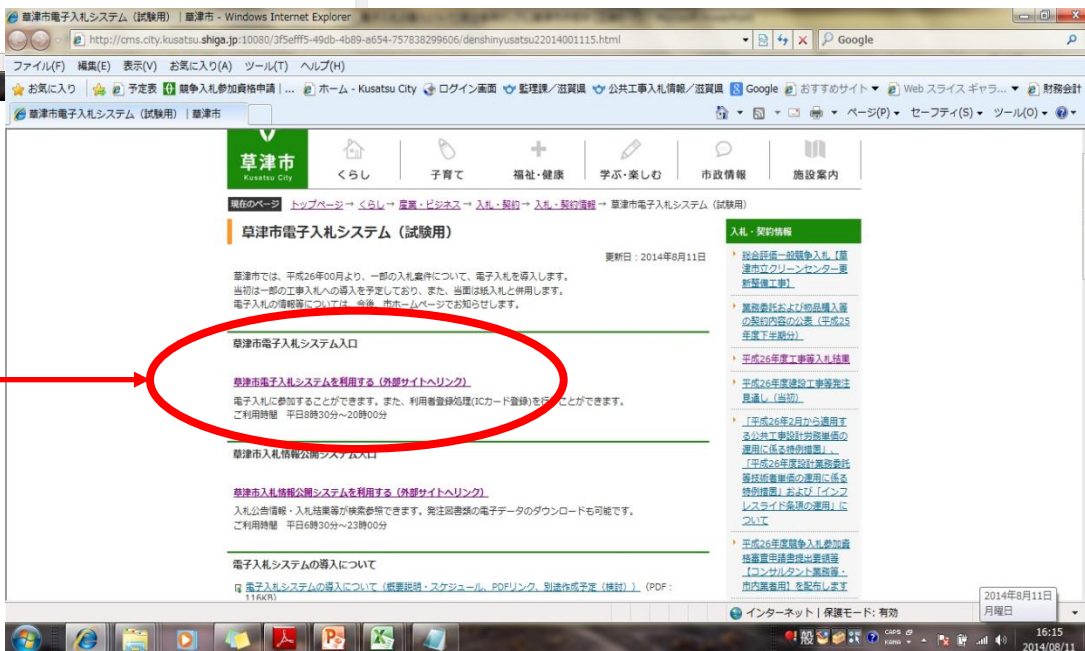 草津市電子入札システム（試験用） | 草津市 - Windows Internet Explorer
http://cms.city.kusatsu.shiga.jp:10080/3f5efff5-49db-4b89-a654-757838299606/denshinyusatsu22014001115.html
Google
ファイル(F) 編集(E) 表示(V) お気に入り(A) ツール(T) ヘルプ(H)
お気に入り 予定表 競争入札参加資格申請 | ... ホーム - Kusatsu City ログイン画面 監理課／滋賀県 公共工事入札情報／滋賀県 Google おすすめサイト Web スライス ギャラ... 財務会計
草津市電子入札システム（試験用） | 草津市
ページ(P) セーフティ(S) ツール(O)
草津市
Kusatsu City
くらし 子育て 福祉・健康 学ぶ・楽しむ 市政情報 施設案内
現在のページ トップページ → くらし → 産業・ビジネス → 入札・契約 → 入札・契約情報 → 草津市電子入札システム（試験用）
草津市電子入札システム（試験用）
更新日：2014年8月11日
草津市では、平成26年00月より、一部の入札案件について、電子入札を導入します。
当初は一部の工事入札への導入を予定しており、また、当面は紙入札と併用します。
電子入札の情報等については、今後、市ホームページでお知らせします。
草津市電子入札システム入口
草津市電子入札システムを利用する（外部サイトへリンク）
電子入札に参加することができます。また、利用者登録処理(ICカード登録)を行うことができます。
ご利用時間 平日8時30分～20時00分
草津市入札情報公開システム入口
草津市入札情報公開システムを利用する（外部サイトへリンク）
入札公告情報・入札結果等が検索参照できます。発注図書類の電子データのダウンロードも可能です。
ご利用時間 平日6時30分～23時00分
電子入札システムの導入について
電子入札システムの導入について（概要説明・スケジュール、PDFリンク、別途作成予定（検討））（PDF：
116KB）
入札・契約情報
総合評価一般競争入札【草
津市立クリーンセンター更
新整備工事】
業務委託および物品購入等
の契約内容の公表（平成25
年度下半期分）
平成26年度工事等入札結果
平成26年度建設工事等発注
見通し（当初）
「平成26年2月から適用す
る公共工事設計労務単価の
運用に係る特例措置」、
「平成26年度設計業務委託
等技術者単価の運用に係る
特例措置」および「インフ
レスライド条項の運用」に
ついて
平成26年度競争入札参加資
格審査申請書提出要領等
【コンサルタント業務等・
市内業者用】を配布します
インターネット | 保護モード: 有効
2014年8月11日
月曜日
般
CAPS
KANA
16:15
2014/08/11